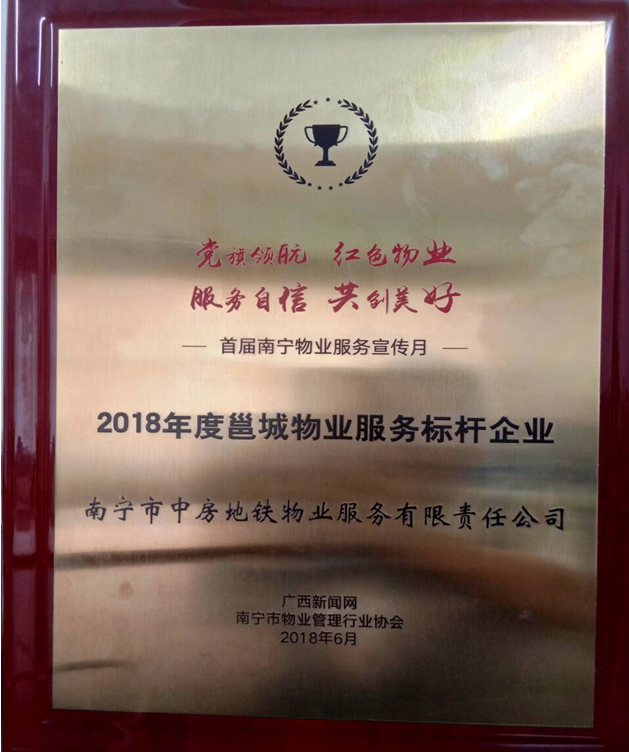 党旗领航 红色物业
服务自信 共创美好
— 首届南宁物业服务宣传月 —
2018年度邕城物业服务标杆企业
南宁市中房地铁物业服务有限责任公司
广西新闻网
南宁市物业管理行业协会
2018年6月